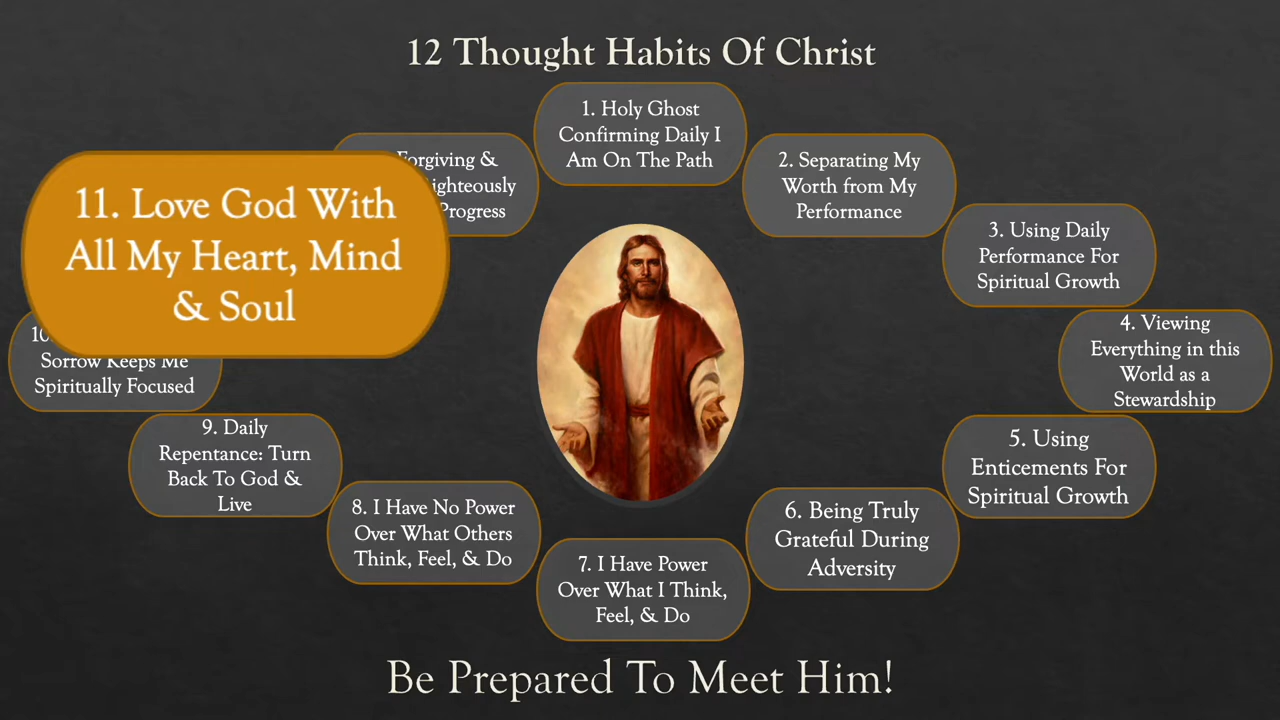 12 Thought Habits Of Christ
1. Holy Ghost
Confirming Daily I
Am On The Path
2. Separating My
Worth from My
Performance
3. Using Daily
Performance For
Spiritual Growth
4. Viewing
Everything in this
World as a
Stewardship
5. Using
Enticements For
Spiritual Growth
6. Being Truly
Grateful During
Adversity
7. I Have Power
Over What I Think,
Feel, & Do
8. I Have No Power
Over What Others
Think, Feel, & Do
9. Daily
Repentance: Turn
Back To God &
Live
10
Sorrow Keeps Me
Spiritually Focused
11. Love God With
All My Heart, Mind
& Soul
Forgiving &
Progress
Be Prepared To Meet Him!